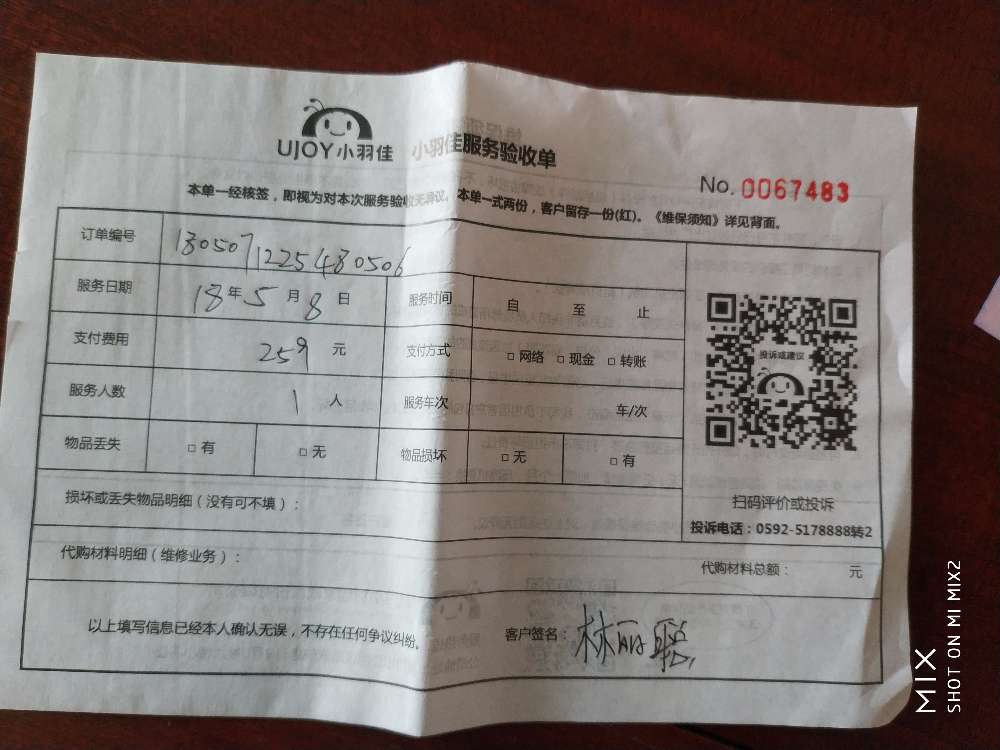 UJOY小羽佳 小羽佳服务验收单
No. 0067483
本单一经核签，即视为对本次服务验收无异议。本单一式两份，客户留存一份(红)。《维保须知》详见背面。
订单编号 1805071225480506
服务日期 18年5月8日 服务时间 自 至 止
支付费用 259 元 支付方式 □ 网络 □ 现金 □ 转账
服务人数 1 人 服务车次 车/次
物品丢失 □ 有 □ 无 物品损坏 □ 无 □ 有
投诉或建议
扫码评价或投诉
投诉电话：0592-5178888转2
损坏或丢失物品明细（没有可不填）：
代购材料明细（维修业务）：
代购材料总额： 元
以上填写信息已经本人确认无误，不存在任何争议纠纷。 客户签名：林丽聪
MIX
SHOT ON MI MIX2